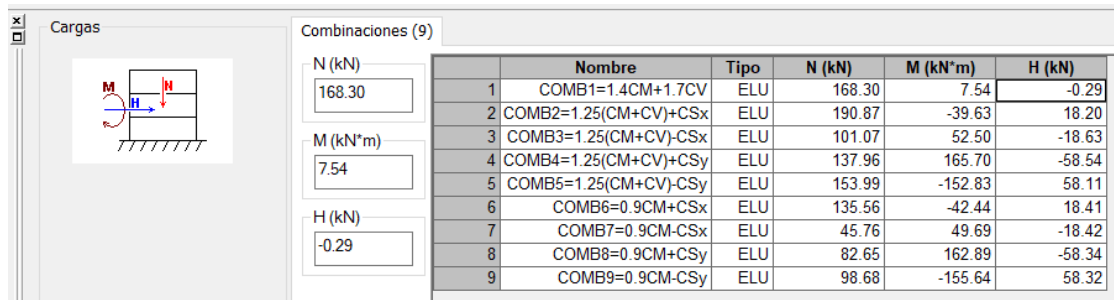 Cargas
M
N
H
Combinaciones (9)
N (kN)
168.30
M (kN*m)
7.54
H (kN)
-0.29
Nombre Tipo N (kN) M (kN*m) H (kN)
1 COMB1=1.4CM+1.7CV ELU 168.30 7.54 -0.29
2 COMB2=1.25(CM+CV)+CSx ELU 190.87 -39.63 18.20
3 COMB3=1.25(CM+CV)-CSx ELU 101.07 52.50 -18.63
4 COMB4=1.25(CM+CV)+CSy ELU 137.96 165.70 -58.54
5 COMB5=1.25(CM+CV)-CSy ELU 153.99 -152.83 58.11
6 COMB6=0.9CM+CSx ELU 135.56 -42.44 18.41
7 COMB7=0.9CM-CSx ELU 45.76 49.69 -18.42
8 COMB8=0.9CM+CSy ELU 82.65 162.89 -58.34
9 COMB9=0.9CM-CSy ELU 98.68 -155.64 58.32